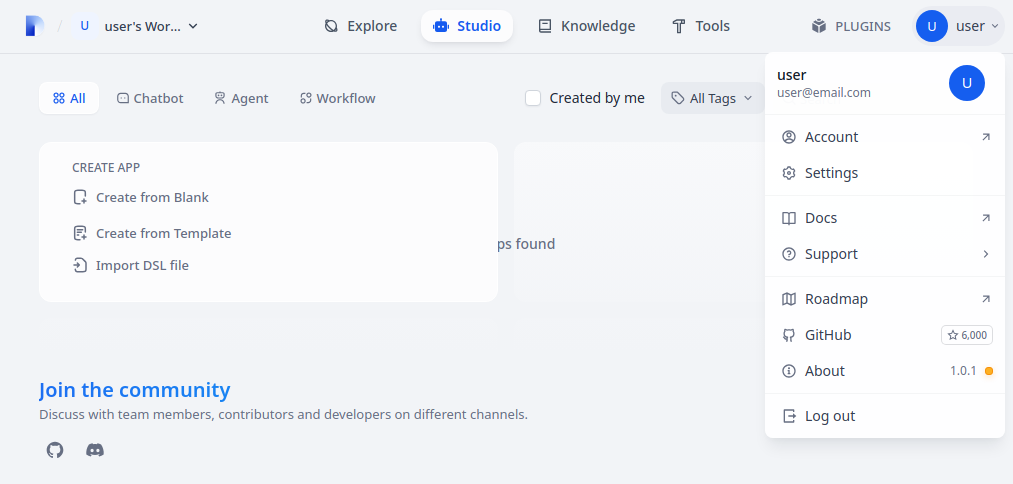 / U user's Wor... Explore Studio Knowledge Tools PLUGINS U user
All Chatbot Agent Workflow Created by me All Tags
user
user@email.com
U
CREATE APP
Create from Blank
Create from Template
Import DSL file
ps found
Account
Settings
Docs
Support
Roadmap
GitHub 6,000
About 1.0.1
Log out
Join the community
Discuss with team members, contributors and developers on different channels.